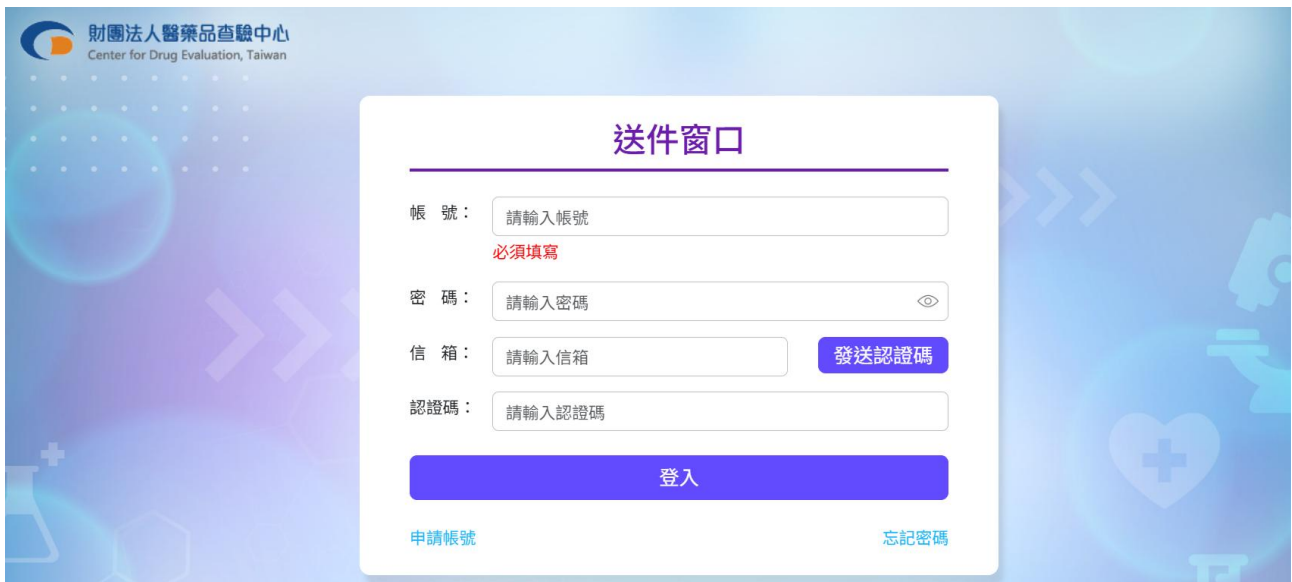 財團法人醫藥品查驗中心
Center for Drug Evaluation, Taiwan
送件窗口
帳 號：
請輸入帳號
必須填寫
密 碼：
請輸入密碼
信 箱：
請輸入信箱
發送認證碼
認證碼：
請輸入認證碼
登入
申請帳號
忘記密碼